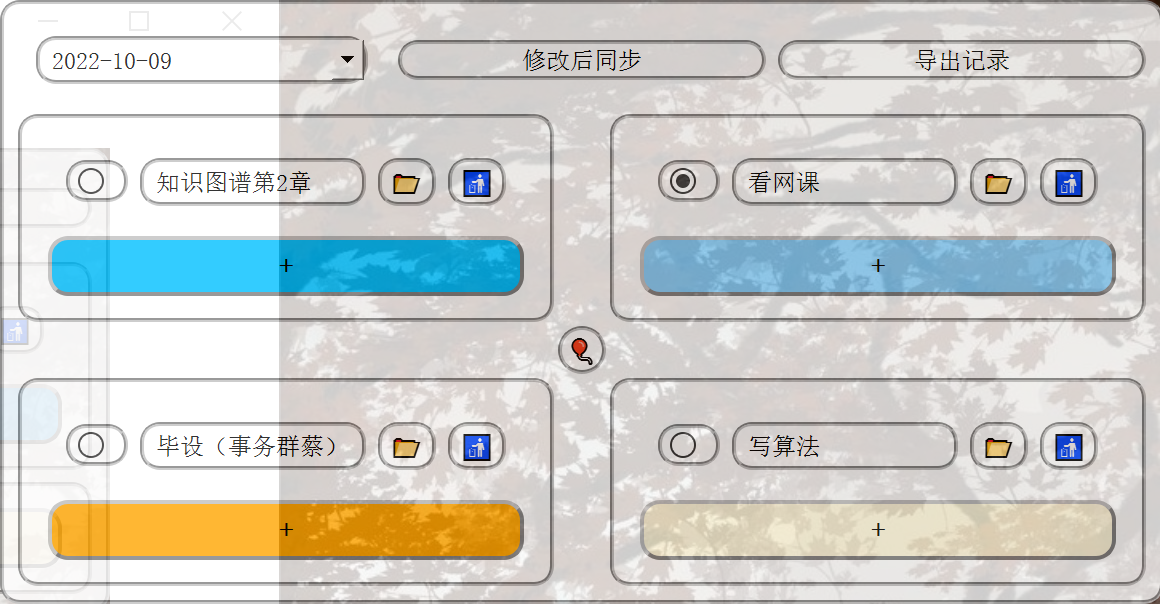 2022-10-09
修改后同步
导出记录
知识图谱第2章
看网课
+
+
毕设（事务群蔡）
写算法
+
+